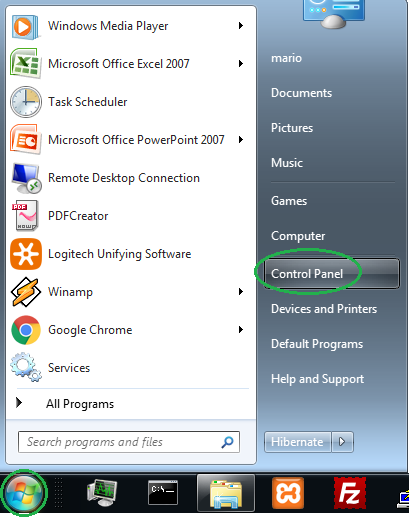 Windows Media Player
Microsoft Office Excel 2007
Task Scheduler
Microsoft Office PowerPoint 2007
Remote Desktop Connection
PDFCreator
Logitech Unifying Software
Winamp
Google Chrome
Services
All Programs
Search programs and files
mario
Documents
Pictures
Music
Games
Computer
Control Panel
Devices and Printers
Default Programs
Help and Support
Hibernate
C:\
FZ